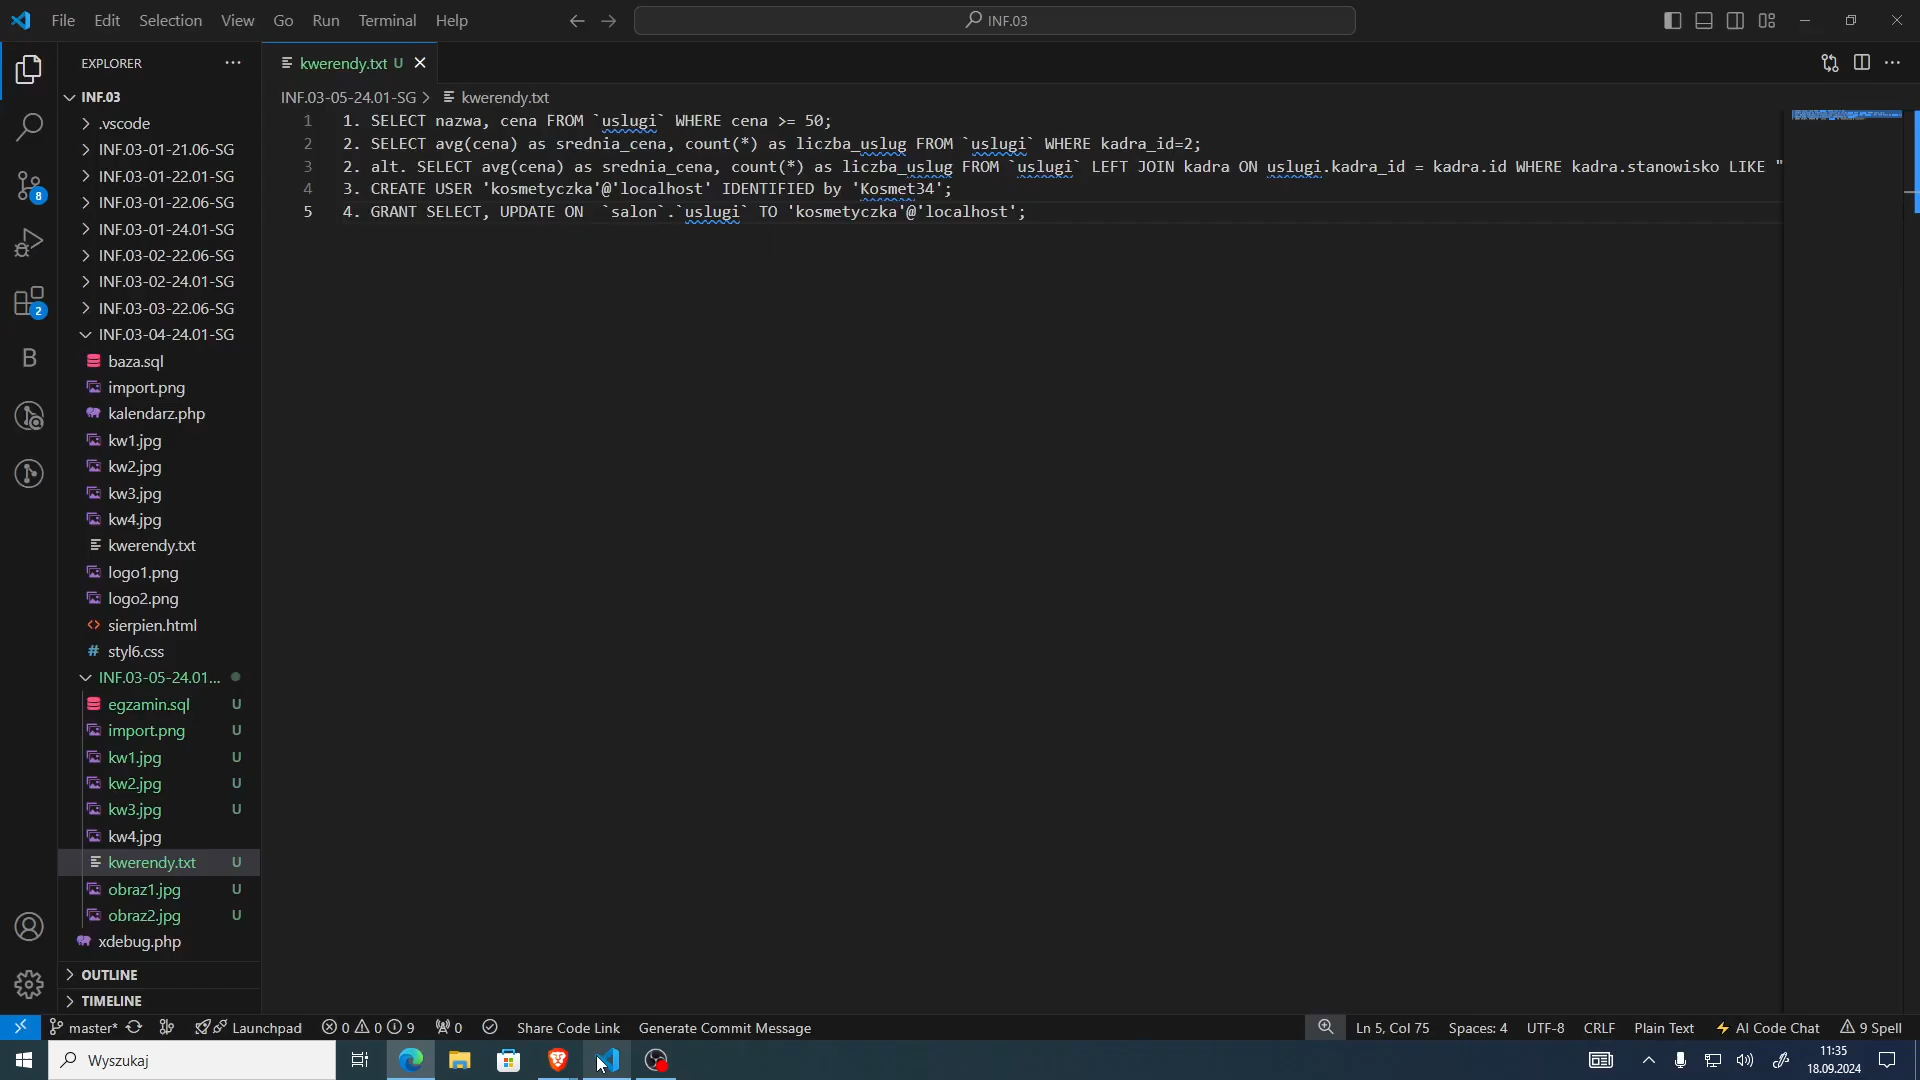 File Edit Selection View Go Run Terminal Help
INF.03
EXPLORER
INF.03
.vscode
INF.03-01-21.06-SG
INF.03-01-22.01-SG
INF.03-01-22.06-SG
INF.03-01-24.01-SG
INF.03-02-22.06-SG
INF.03-02-24.01-SG
INF.03-03-22.06-SG
INF.03-04-24.01-SG
baza.sql
import.png
kalendarz.php
kw1.jpg
kw2.jpg
kw3.jpg
kw4.jpg
kwerendy.txt
logo1.png
logo2.png
sierpien.html
styl6.css
INF.03-05-24.01...
egzamin.sql U
import.png U
kw1.jpg U
kw2.jpg U
kw3.jpg U
kw4.jpg
kwerendy.txt U
obraz1.jpg U
obraz2.jpg U
xdebug.php
OUTLINE
TIMELINE
8
2
B
kwerendy.txt U
INF.03-05-24.01-SG > kwerendy.txt
1 1. SELECT nazwa, cena FROM `uslugi` WHERE cena >= 50;
2 2. SELECT avg(cena) as srednia_cena, count(*) as liczba_uslug FROM `uslugi` WHERE kadra_id=2;
3 2. alt. SELECT avg(cena) as srednia_cena, count(*) as liczba_uslug FROM `uslugi` LEFT JOIN kadra ON uslugi.kadra_id = kadra.id WHERE kadra.stanowisko LIKE "
4 3. CREATE USER 'kosmetyczka'@'localhost' IDENTIFIED by 'Kosmet34';
5 4. GRANT SELECT, UPDATE ON  `salon`.`uslugi` TO 'kosmetyczka'@'localhost';
master* Launchpad 0 0 9 0 Share Code Link Generate Commit Message Ln 5, Col 75 Spaces: 4 UTF-8 CRLF Plain Text AI Code Chat 9 Spell
Wyszukaj
11:35
18.09.2024